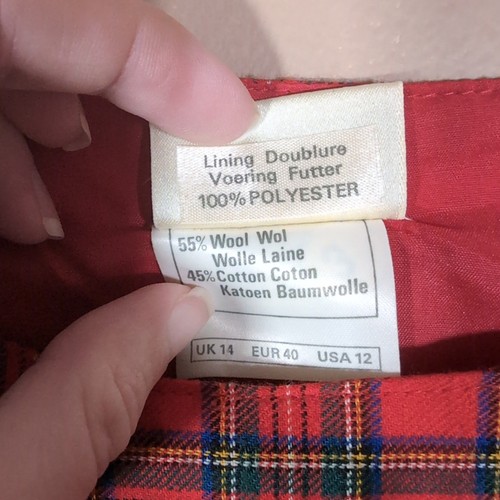 Lining Doublure
Voering Futter
100% POLYESTER
55% Wool Wol
Wolle Laine
45% Cotton Coton
Katoen Baumwolle
UK 14 EUR 40 USA 12